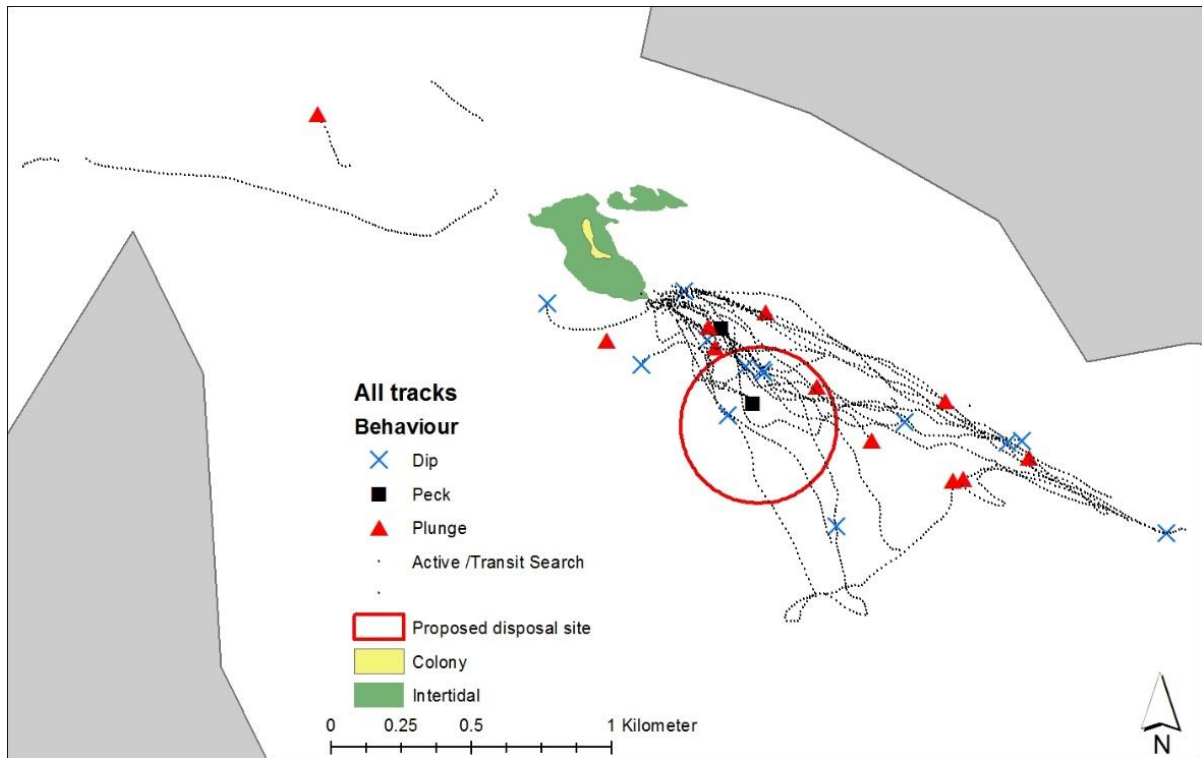 All tracks
Behaviour
Dip
Peck
Plunge
Active /Transit Search
Proposed disposal site
Colony
Intertidal
0 0.25 0.5 1 Kilometer
N